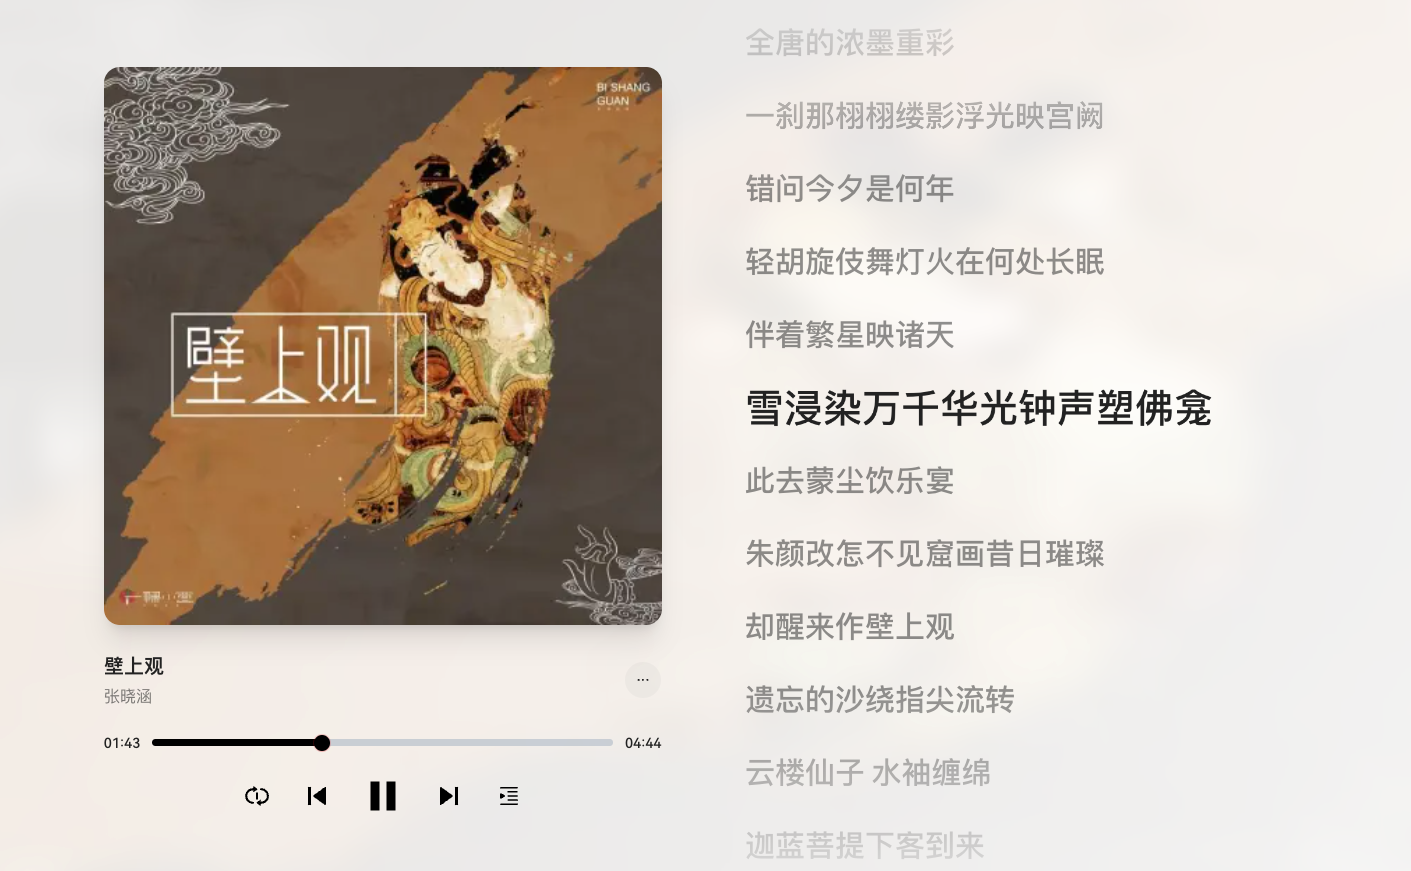 BI SHANG
GUAN
壁上观
壁上观
张晓涵
01:43
04:44
全唐的浓墨重彩
一刹那栩栩缕影浮光映宫阙
错问今夕是何年
轻胡旋伎舞灯火在何处长眠
伴着繁星映诸天
雪浸染万千华光钟声塑佛龛
此去蒙尘饮乐宴
朱颜改怎不见窟画昔日璀璨
却醒来作壁上观
遗忘的沙绕指尖流转
云楼仙子 水袖缠绵
迦蓝菩提下客到来